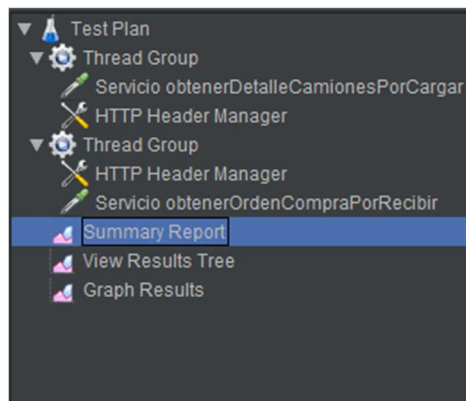 Test Plan
Thread Group
Servicio obtenerDetalleCamionesPorCargar
HTTP Header Manager
Thread Group
HTTP Header Manager
Servicio obtenerOrdenCompraPorRecibir
Summary Report
View Results Tree
Graph Results